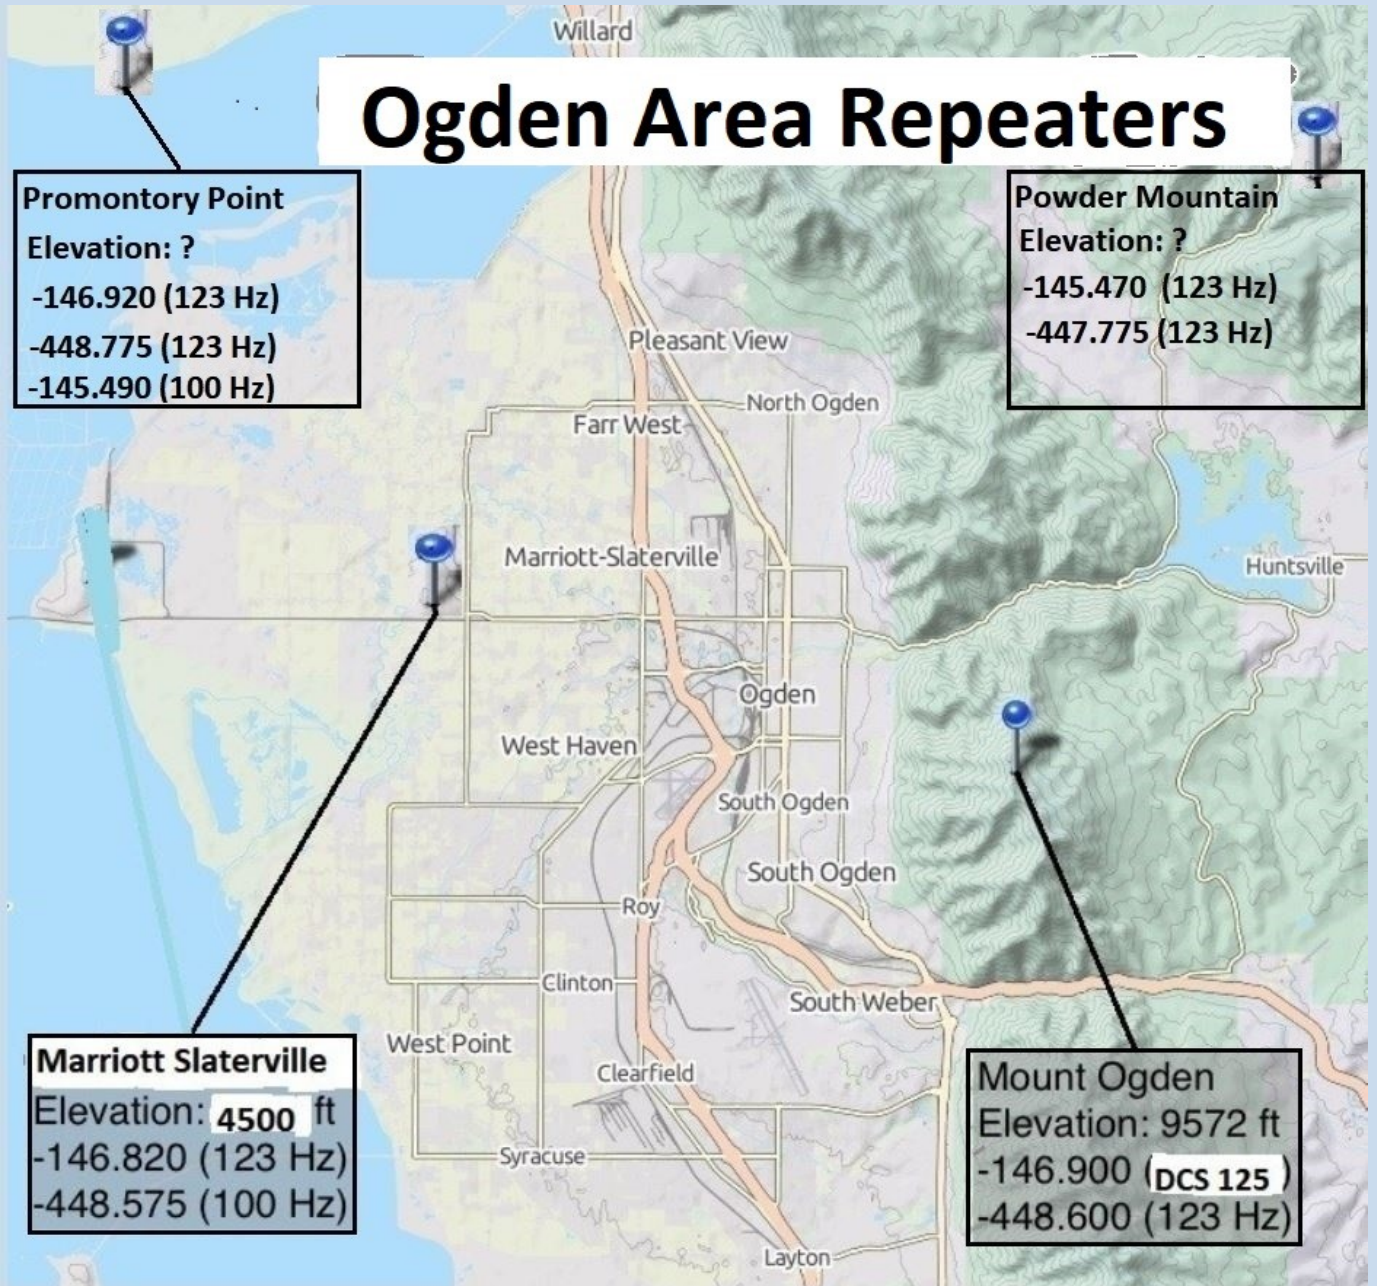 Willard
Ogden Area Repeaters
Promontory Point
Elevation: ?
-146.920 (123 Hz)
-448.775 (123 Hz)
-145.490 (100 Hz)
Powder Mountain
Elevation: ?
-145.470 (123 Hz)
-447.775 (123 Hz)
Pleasant View
North Ogden
Farr West
Marriott-Slaterville
Huntsville
Ogden
West Haven
South Ogden
South Ogden
Roy
Clinton
South Weber
West Point
Clearfield
Syracuse
Layton
Marriott Slaterville
Elevation: 4500 ft
-146.820 (123 Hz)
-448.575 (100 Hz)
Mount Ogden
Elevation: 9572 ft
-146.900 (DCS 125 )
-448.600 (123 Hz)